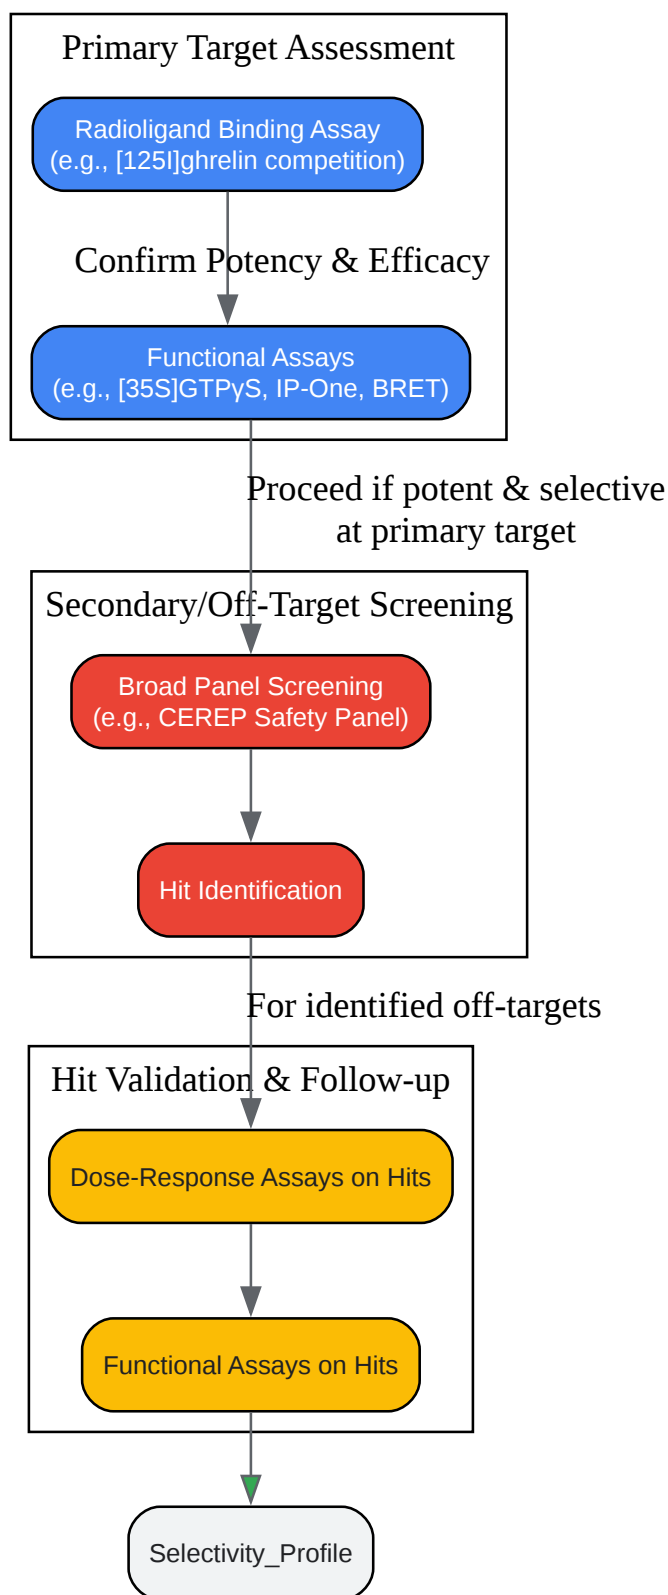 Primary Target Assessment
Radioligand Binding Assay
(e.g., [125I]ghrelin competition)
Confirm Potency & Efficacy
Functional Assays
(e.g., [35S]GTPγS, IP-One, BRET)
Proceed if potent & selective
at primary target
Secondary/Off-Target Screening
Broad Panel Screening
(e.g., CEREP Safety Panel)
Hit Identification
For identified off-targets
Hit Validation & Follow-up
Dose-Response Assays on Hits
Functional Assays on Hits
Selectivity_Profile